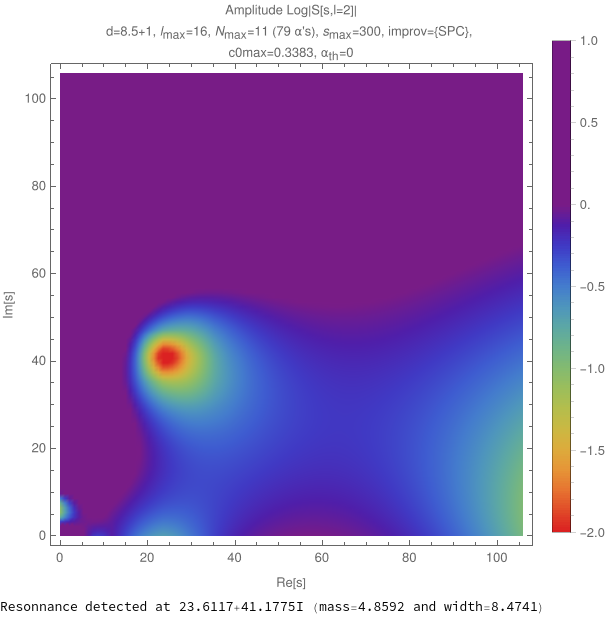 Amplitude Log|S[s,l=2]|
d=8.5+1, lmax=16, Nmax=11 (79 α's), smax=300, improv={SPC},
c0max=0.3383, αth=0
1.0
0.5
0.
-0.5
-1.0
-1.5
-2.0
Im[s]
100
80
60
40
20
0
0 20 40 60 80 100
Re[s]
Resonnance detected at 23.6117+41.1775I (mass=4.8592 and width=8.4741)